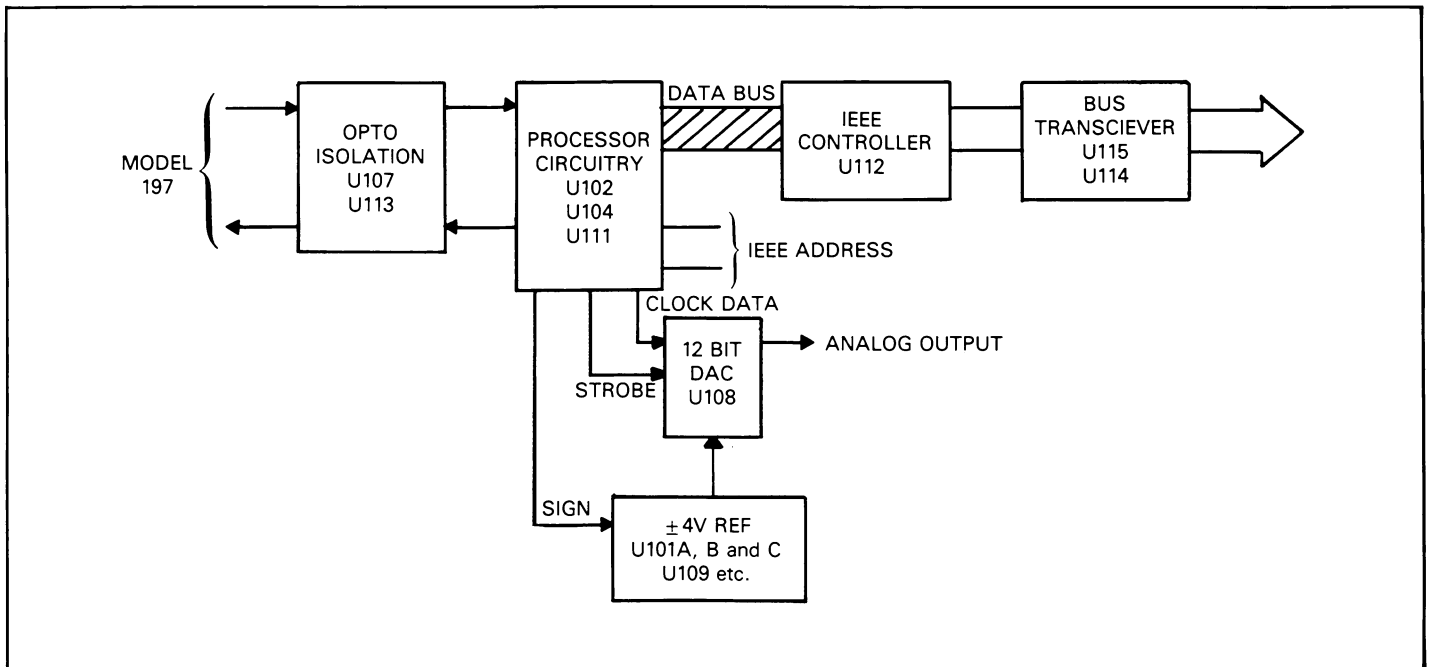 MODEL
197
OPTO
ISOLATION
U107
U113
PROCESSOR
CIRCUITRY
U102
U104
U111
DATA BUS
IEEE
CONTROLLER
U112
BUS
TRANSCIEVER
U115
U114
IEEE ADDRESS
CLOCK DATA
STROBE
12 BIT
DAC
U108
ANALOG OUTPUT
SIGN
±4V REF
U101A, B and C
U109 etc.